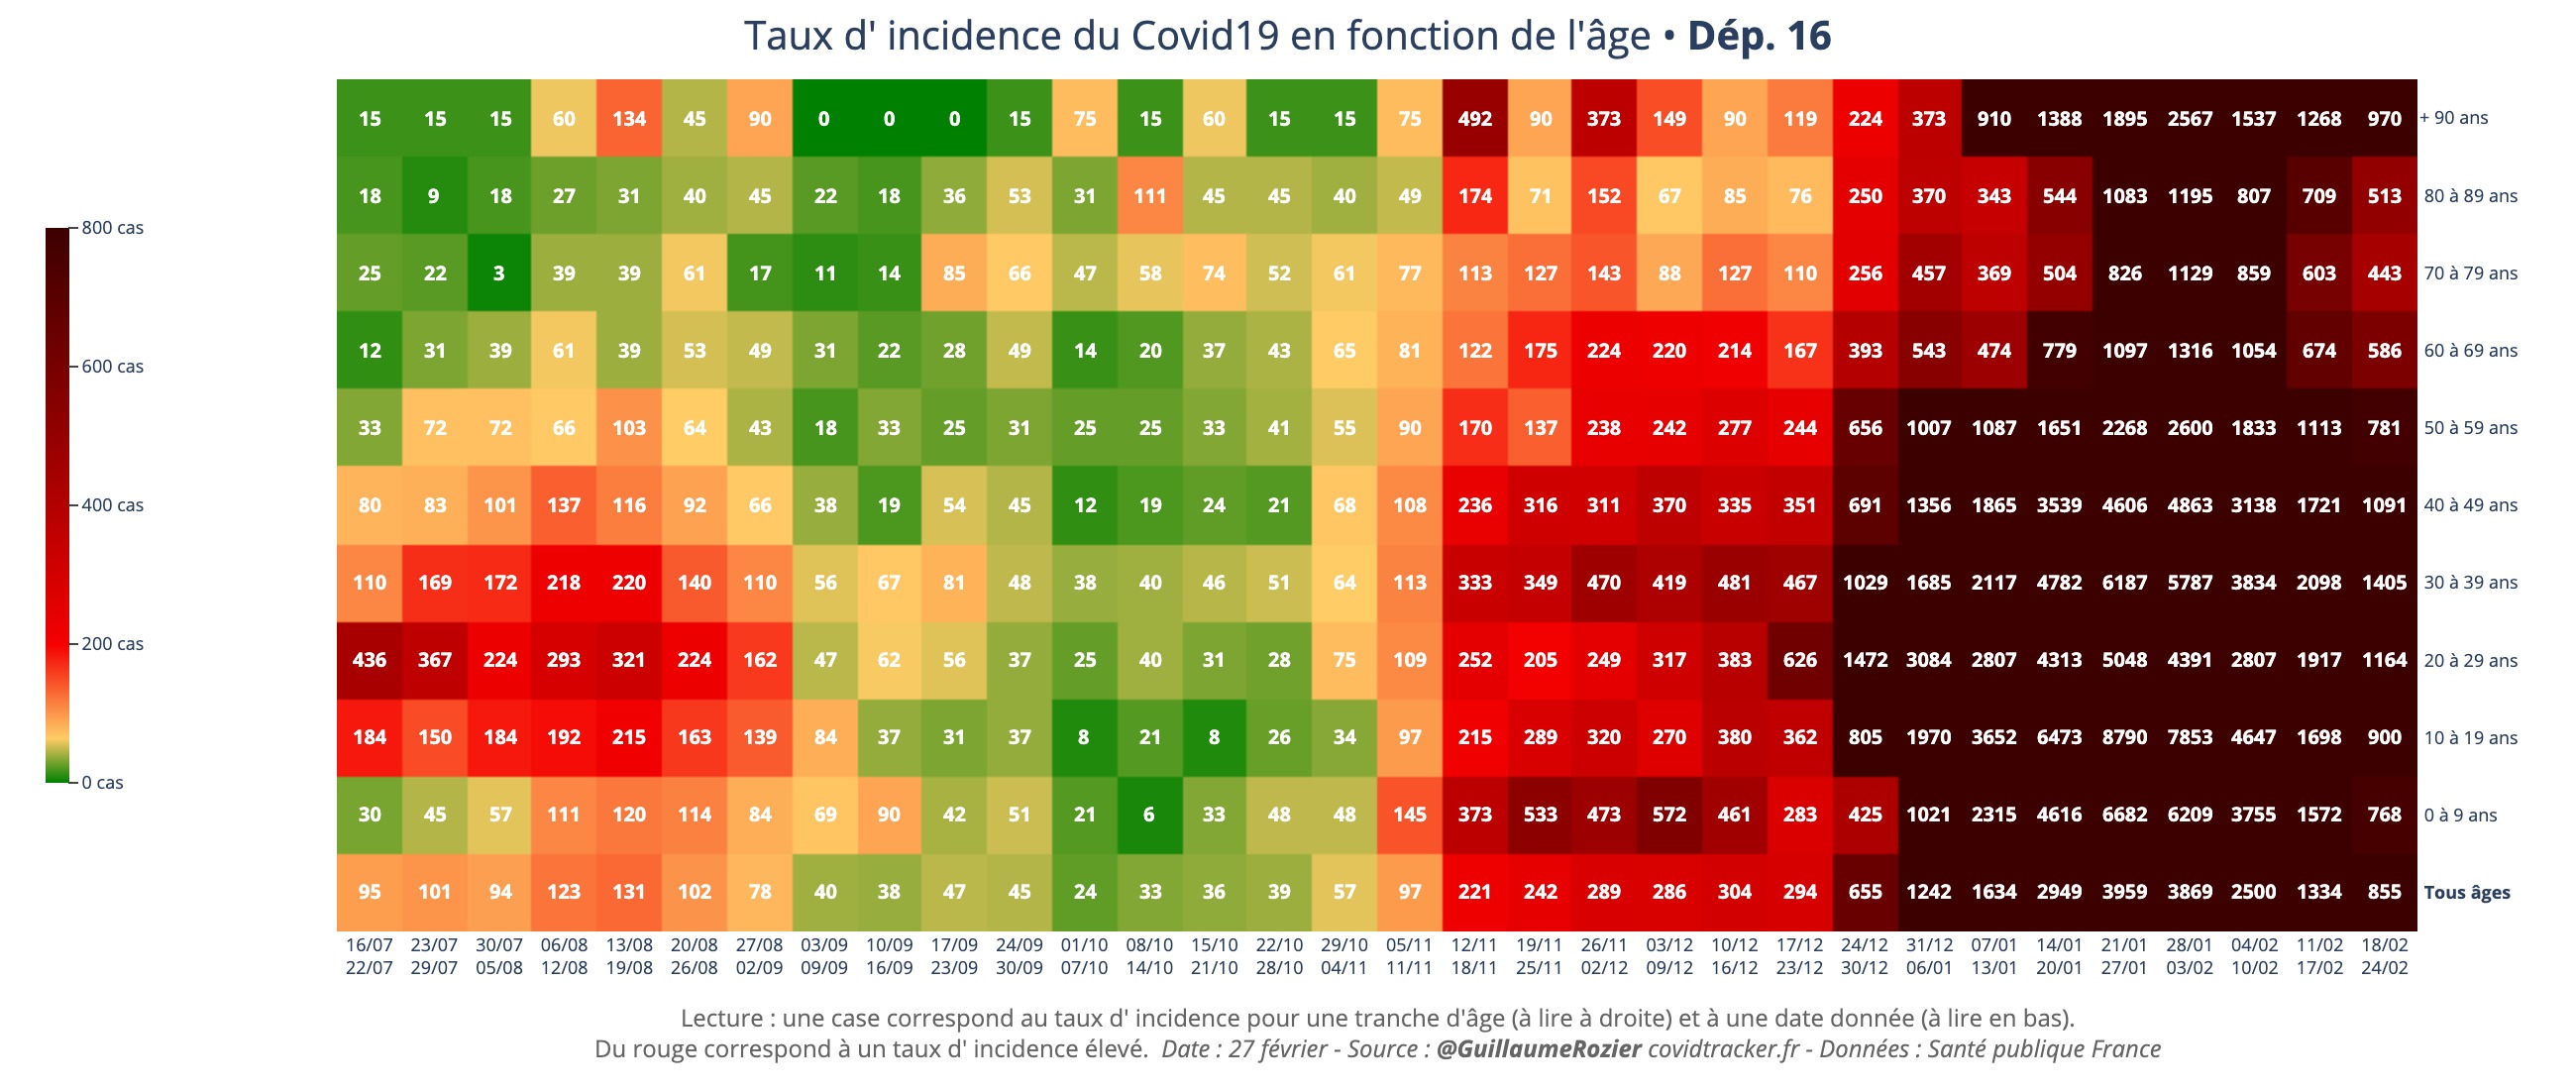 Taux d' incidence du Covid19 en fonction de l'âge • Dép. 16
15 15 15 60 134 45 90 0 0 0 15 75 15 60 15 15 75 492 90 373 149 90 119 224 373 910 1388 1895 2567 1537 1268 970 + 90 ans
18 9 18 27 31 40 45 22 18 36 53 31 111 45 45 40 49 174 71 152 67 85 76 250 370 343 544 1083 1195 807 709 513 80 à 89 ans
800 cas
25 22 3 39 39 61 17 11 14 85 66 47 58 74 52 61 77 113 127 143 88 127 110 256 457 369 504 826 1129 859 603 443 70 à 79 ans
12 31 39 61 39 53 49 31 22 28 49 14 20 37 43 65 81 122 175 224 220 214 167 393 543 474 779 1097 1316 1054 674 586 60 à 69 ans
600 cas
33 72 72 66 103 64 43 18 33 25 31 25 25 33 41 55 90 170 137 238 242 277 244 656 1007 1087 1651 2268 2600 1833 1113 781 50 à 59 ans
400 cas
80 83 101 137 116 92 66 38 19 54 45 12 19 24 21 68 108 236 316 311 370 335 351 691 1356 1865 3539 4606 4863 3138 1721 1091 40 à 49 ans
110 169 172 218 220 140 110 56 67 81 48 38 40 46 51 64 113 333 349 470 419 481 467 1029 1685 2117 4782 6187 5787 3834 2098 1405 30 à 39 ans
200 cas
436 367 224 293 321 224 162 47 62 56 37 25 40 31 28 75 109 252 205 249 317 383 626 1472 3084 2807 4313 5048 4391 2807 1917 1164 20 à 29 ans
184 150 184 192 215 163 139 84 37 31 37 8 21 8 26 34 97 215 289 320 270 380 362 805 1970 3652 6473 8790 7853 4647 1698 900 10 à 19 ans
0 cas
30 45 57 111 120 114 84 69 90 42 51 21 6 33 48 48 145 373 533 473 572 461 283 425 1021 2315 4616 6682 6209 3755 1572 768 0 à 9 ans
95 101 94 123 131 102 78 40 38 47 45 24 33 36 39 57 97 221 242 289 286 304 294 655 1242 1634 2949 3959 3869 2500 1334 855 Tous âges
16/07 23/07 30/07 06/08 13/08 20/08 27/08 03/09 10/09 17/09 24/09 01/10 08/10 15/10 22/10 29/10 05/11 12/11 19/11 26/11 03/12 10/12 17/12 24/12 31/12 07/01 14/01 21/01 28/01 04/02 11/02 18/02
22/07 29/07 05/08 12/08 19/08 26/08 02/09 09/09 16/09 23/09 30/09 07/10 14/10 21/10 28/10 04/11 11/11 18/11 25/11 02/12 09/12 16/12 23/12 30/12 06/01 13/01 20/01 27/01 03/02 10/02 17/02 24/02
Lecture : une case correspond au taux d' incidence pour une tranche d'âge (à lire à droite) et à une date donnée (à lire en bas).
Du rouge correspond à un taux d' incidence élevé. Date : 27 février - Source : @GuillaumeRozier covidtracker.fr - Données : Santé publique France